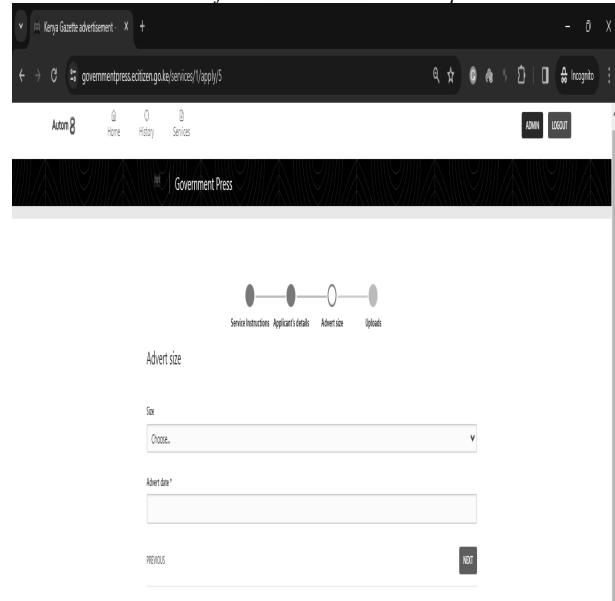 Kenya Gazette advertisement -
governmentpress.ecitizen.go.ke/services/1/apply/5
Incognito
Autom8
Home
History
Services
ADMIN
LOGOUT
Government Press
Service Instructions
Applicant's details
Advert size
Uploads
Advert size
Size
Choose...
Advert date *
PREVIOUS
NEXT